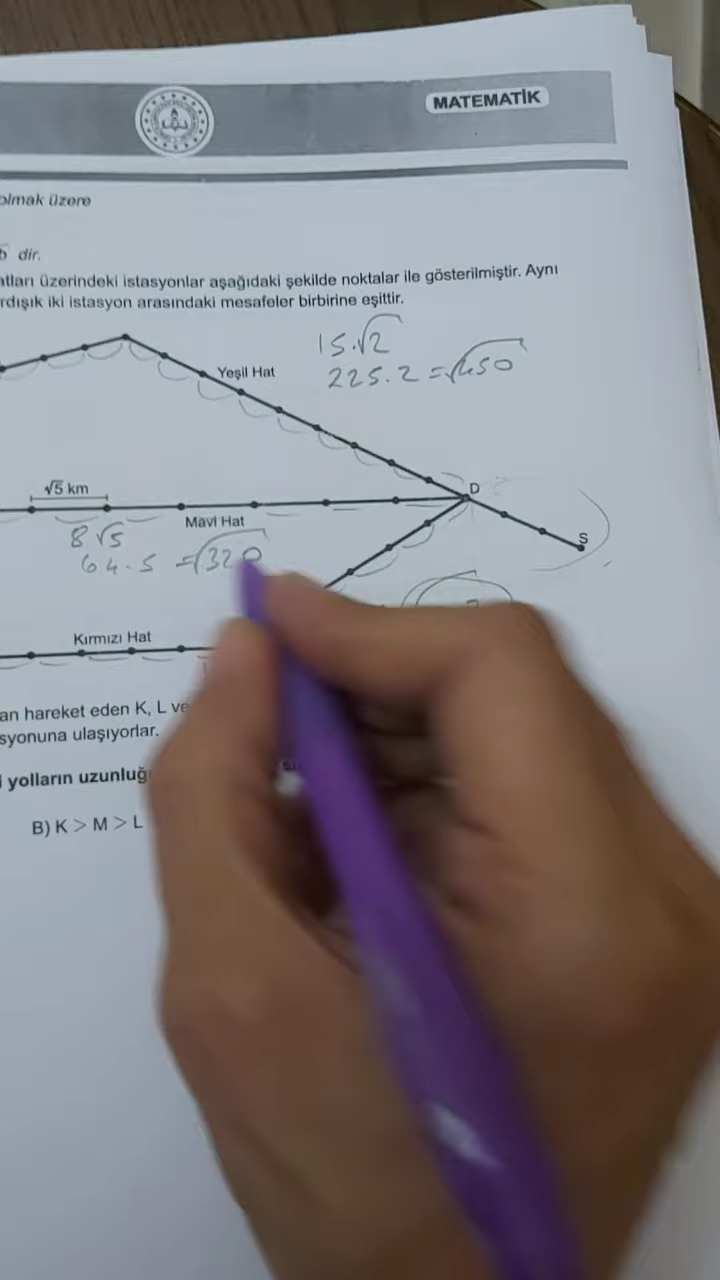 MATEMATİK
olmak üzere
dir.
atları üzerindeki istasyonlar aşağıdaki şekilde noktalar ile gösterilmiştir. Aynı
rdışık iki istasyon arasındaki mesafeler birbirine eşittir.
15.√2
Yeşil Hat
225.2=√450
√5 km
D
Mavi Hat
S
8√5
64.5 =√320
Kırmızı Hat
an hareket eden K, L ve
syonuna ulaşıyorlar.
i yolların uzunluğ
B) K > M > L